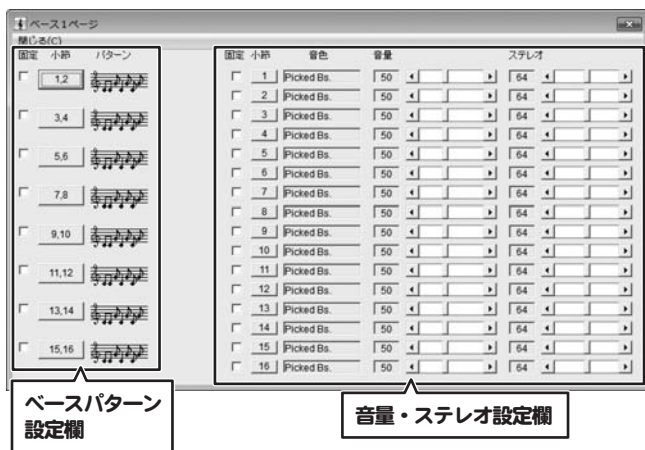 ベース1ページ
閉じる(C)
固定 小節 パターン
1,2
3,4
5,6
7,8
9,10
11,12
13,14
15,16
固定 小節 音色 音量 ステレオ
1 Picked Bs. 50 64
2 Picked Bs. 50 64
3 Picked Bs. 50 64
4 Picked Bs. 50 64
5 Picked Bs. 50 64
6 Picked Bs. 50 64
7 Picked Bs. 50 64
8 Picked Bs. 50 64
9 Picked Bs. 50 64
10 Picked Bs. 50 64
11 Picked Bs. 50 64
12 Picked Bs. 50 64
13 Picked Bs. 50 64
14 Picked Bs. 50 64
15 Picked Bs. 50 64
16 Picked Bs. 50 64
ベースパターン
設定欄
音量・ステレオ設定欄